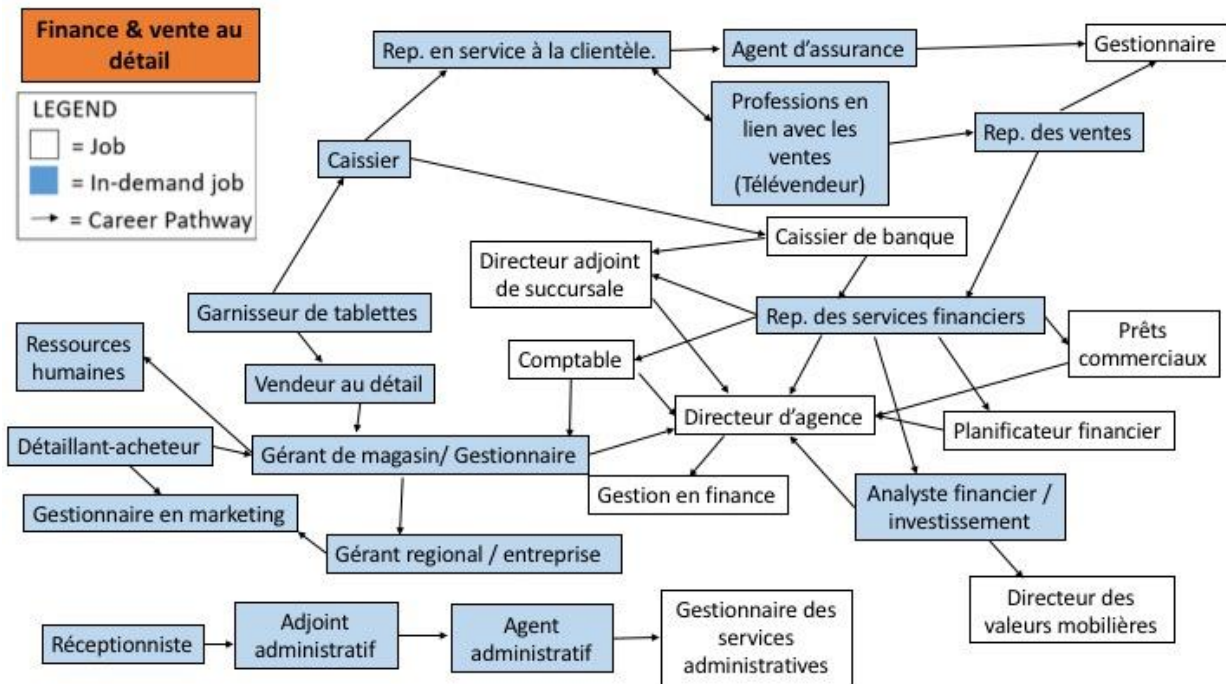 Finance & vente au
détail
LEGEND
= Job
= In-demand job
= Career Pathway
Rep. en service à la clientèle.
Agent d'assurance
Gestionnaire
Professions en
lien avec les
ventes
(Télévendeur)
Rep. des ventes
Caissier
Caissier de banque
Directeur adjoint
de succursale
Garnisseur de tablettes
Rep. des services financiers
Ressources
humaines
Comptable
Prêts
commerciaux
Vendeur au détail
Directeur d'agence
Planificateur financier
Détaillant-acheteur
Gérant de magasin/ Gestionnaire
Gestion en finance
Analyste financier /
investissement
Gestionnaire en marketing
Gérant regional / entreprise
Directeur des
valeurs mobilières
Réceptionniste
Adjoint
administratif
Agent
administratif
Gestionnaire des
services
administratives